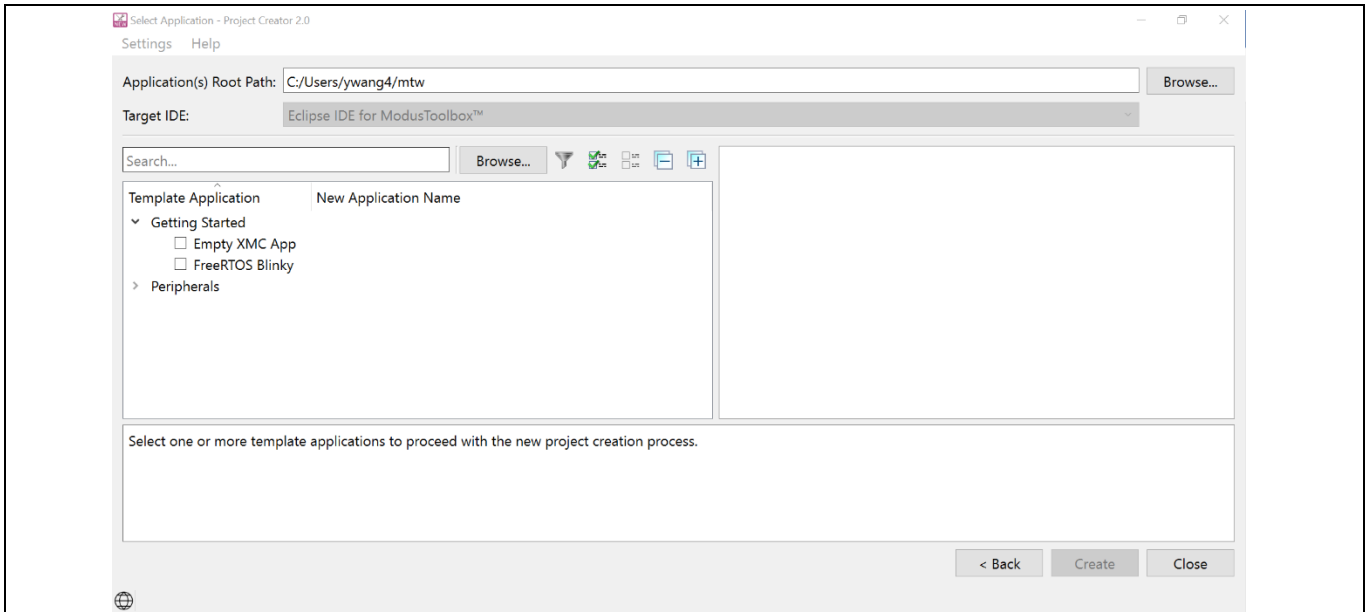 Select Application - Project Creator 2.0
Settings Help
Application(s) Root Path: C:/Users/ywang4/mtw Browse...
Target IDE: Eclipse IDE for ModusToolbox™
Search... Browse...
Template Application New Application Name
Getting Started
Empty XMC App
FreeRTOS Blinky
Peripherals
Select one or more template applications to proceed with the new project creation process.
< Back Create Close